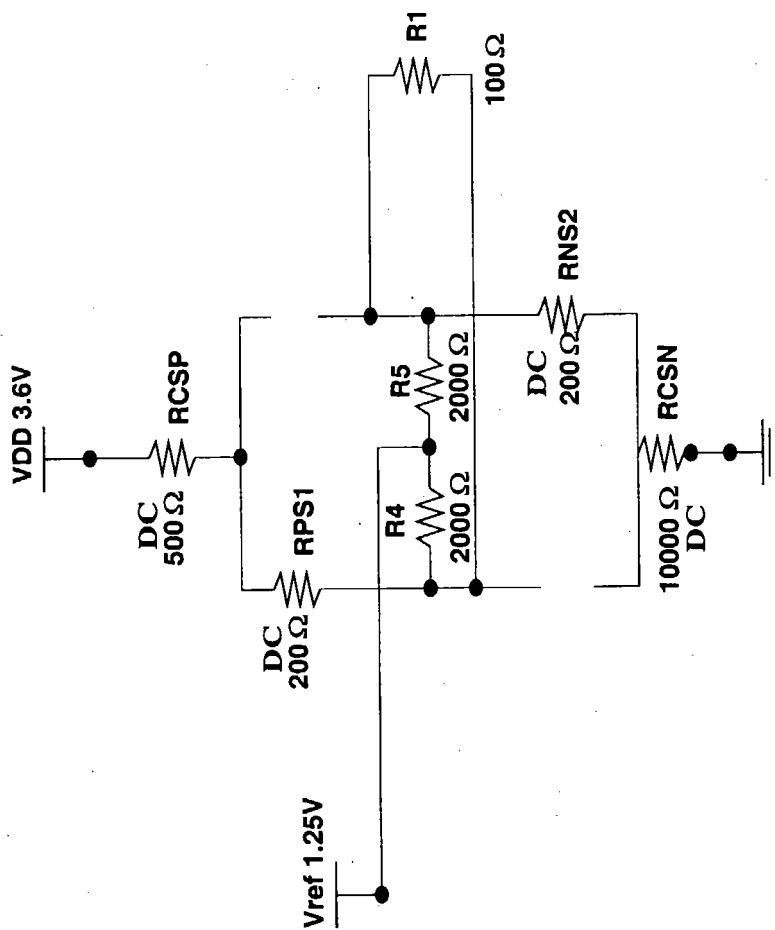 VDD 3.6V
RCSP
DC
500 Ω
RPS1
DC
200 Ω
R1
100 Ω
Vref 1.25V
R4
2000 Ω
R5
2000 Ω
RNS2
DC
200 Ω
RCSN
10000 Ω
DC